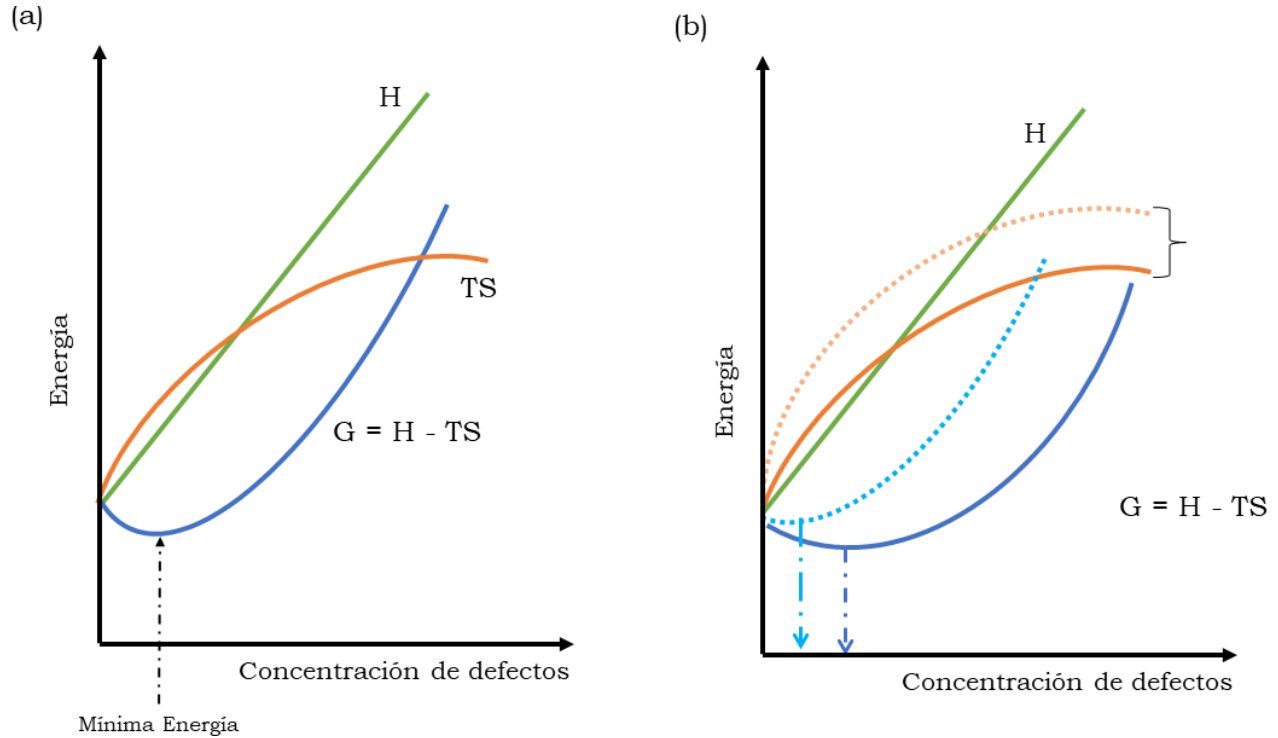 (a)
H
TS
G = H - TS
Energía
Concentración de defectos
Mínima Energía
(b)
H
G = H - TS
Energía
Concentración de defectos